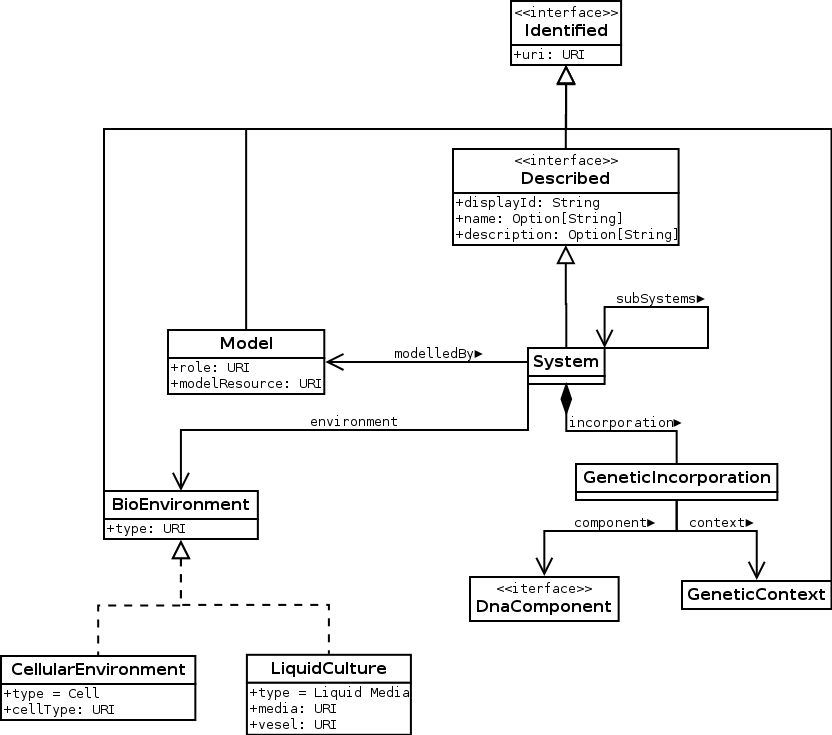 <<interface>>
Identified
+uri: URI
<<interface>>
Described
+displayId: String
+name: Option[String]
+description: Option[String]
subSystems▶
Model
+role: URI
+modelResource: URI
modelledBy▶
System
environment
incorporation▶
GeneticIncorporation
BioEnvironment
+type: URI
component▶
context▶
<<iterface>>
DnaComponent
GeneticContext
CellularEnvironment
+type = Cell
+cellType: URI
LiquidCulture
+type = Liquid Media
+media: URI
+vesel: URI